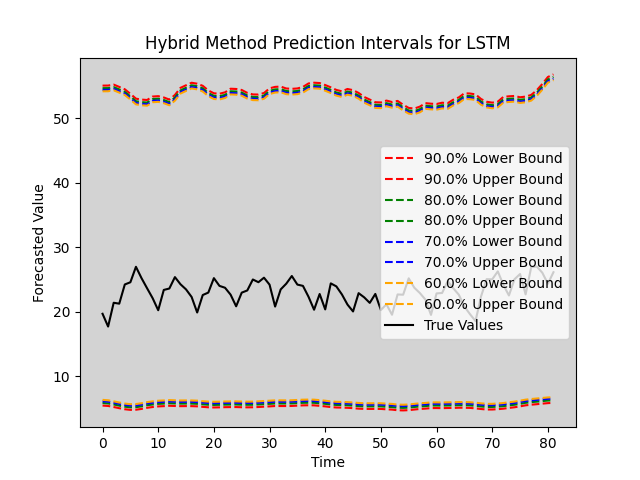 Hybrid Method Prediction Intervals for LSTM
Forecasted Value
50
40
30
20
10
90.0% Lower Bound
90.0% Upper Bound
80.0% Lower Bound
80.0% Upper Bound
70.0% Lower Bound
70.0% Upper Bound
60.0% Lower Bound
60.0% Upper Bound
True Values
0 10 20 30 40 50 60 70 80
Time